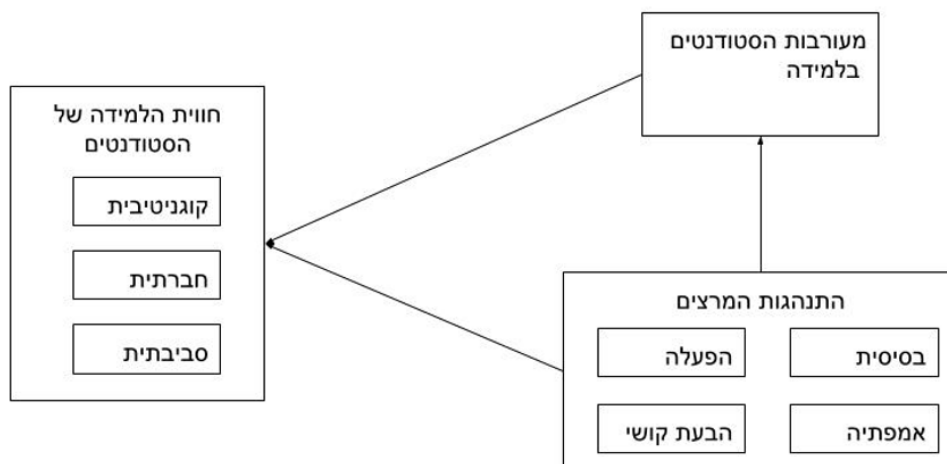 מעורבות הסטודנטים
בלמידה
חווית הלמידה של
הסטודנטים
קוגניטיבית
חברתית
סביבתית
התנהגות המרצים
בסיסית
הפעלה
אמפתיה
הבעת קושי